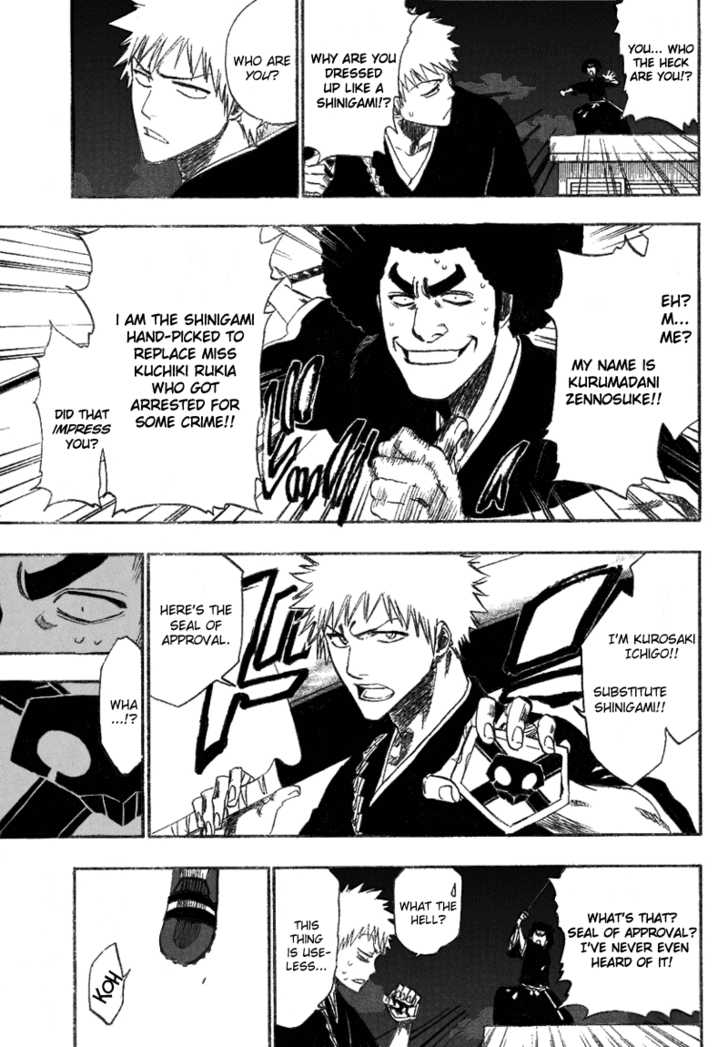 YOU... WHO
THE HECK
ARE YOU!?
WHY ARE YOU
DRESSED
UP LIKE A
SHINIGAMI!?
WHO ARE
YOU?
EH?
M...
ME?
MY NAME IS
KURUMADANI
ZENNOSUKE!!
I AM THE SHINIGAMI
HAND-PICKED TO
REPLACE MISS
KUCHIKI RUKIA
WHO GOT
ARRESTED FOR
SOME CRIME!!
DID THAT
IMPRESS
YOU?
I'M KUROSAKI
ICHIGO!!
SUBSTITUTE
SHINIGAMI!!
HERE'S THE
SEAL OF
APPROVAL.
WHA
...!?
WHAT'S THAT?
SEAL OF APPROVAL?
I'VE NEVER EVEN
HEARD OF IT!
WHAT THE
HELL?
THIS
THING
IS USE-
LESS...
KOH